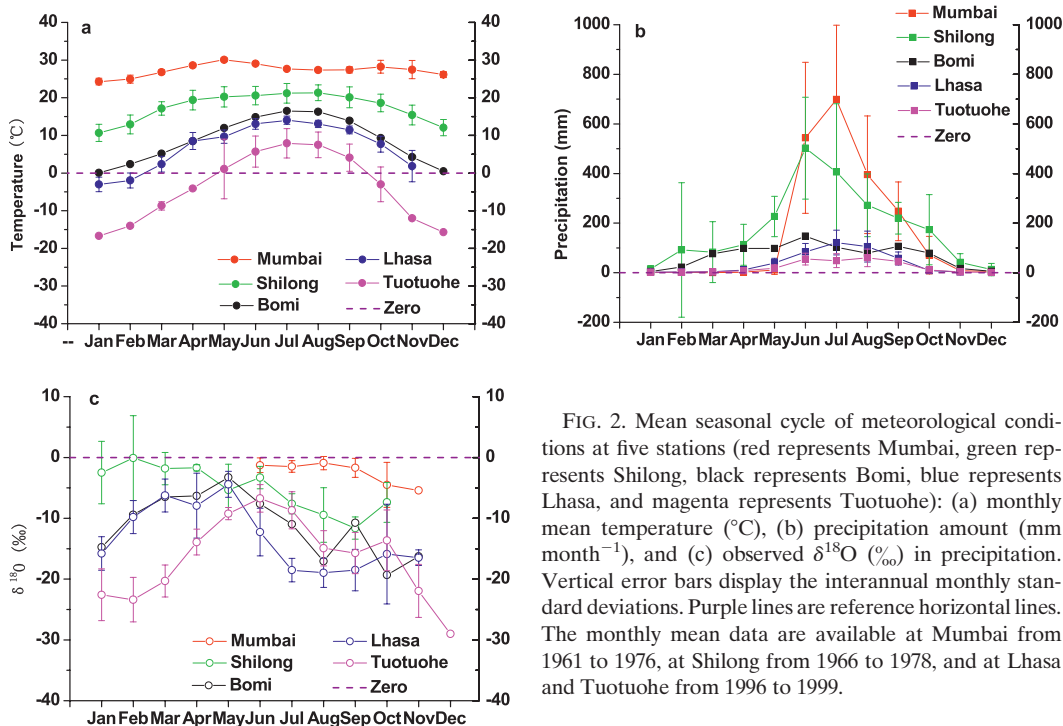 a
Temperature (℃)
40 30 20 10 0 -10 -20 -30 -40
40 30 20 10 0 -10 -20 -30 -40
Mumbai
Shilong
Bomi
Lhasa
Tuotuohe
Zero
-- Jan Feb Mar Apr May Jun Jul Aug Sep Oct Nov Dec
b
Precipitation (mm)
1000 800 600 400 200 0 -200
1000 800 600 400 200 0 -200
Mumbai
Shilong
Bomi
Lhasa
Tuotuohe
Zero
Jan Feb Mar Apr May Jun Jul Aug Sep Oct Nov Dec
c
δ 18O (‰)
10 0 -10 -20 -30 -40
10 0 -10 -20 -30 -40
Mumbai
Shilong
Bomi
Lhasa
Tuotuohe
Zero
Jan Feb Mar Apr May Jun Jul Aug Sep Oct Nov Dec
FIG. 2. Mean seasonal cycle of meteorological condi-
tions at five stations (red represents Mumbai, green rep-
resents Shilong, black represents Bomi, blue represents
Lhasa, and magenta represents Tuotuohe): (a) monthly
mean temperature (°C), (b) precipitation amount (mm
month−1), and (c) observed δ18O (‰) in precipitation.
Vertical error bars display the interannual monthly stan-
dard deviations. Purple lines are reference horizontal lines.
The monthly mean data are available at Mumbai from
1961 to 1976, at Shilong from 1966 to 1978, and at Lhasa
and Tuotuohe from 1996 to 1999.